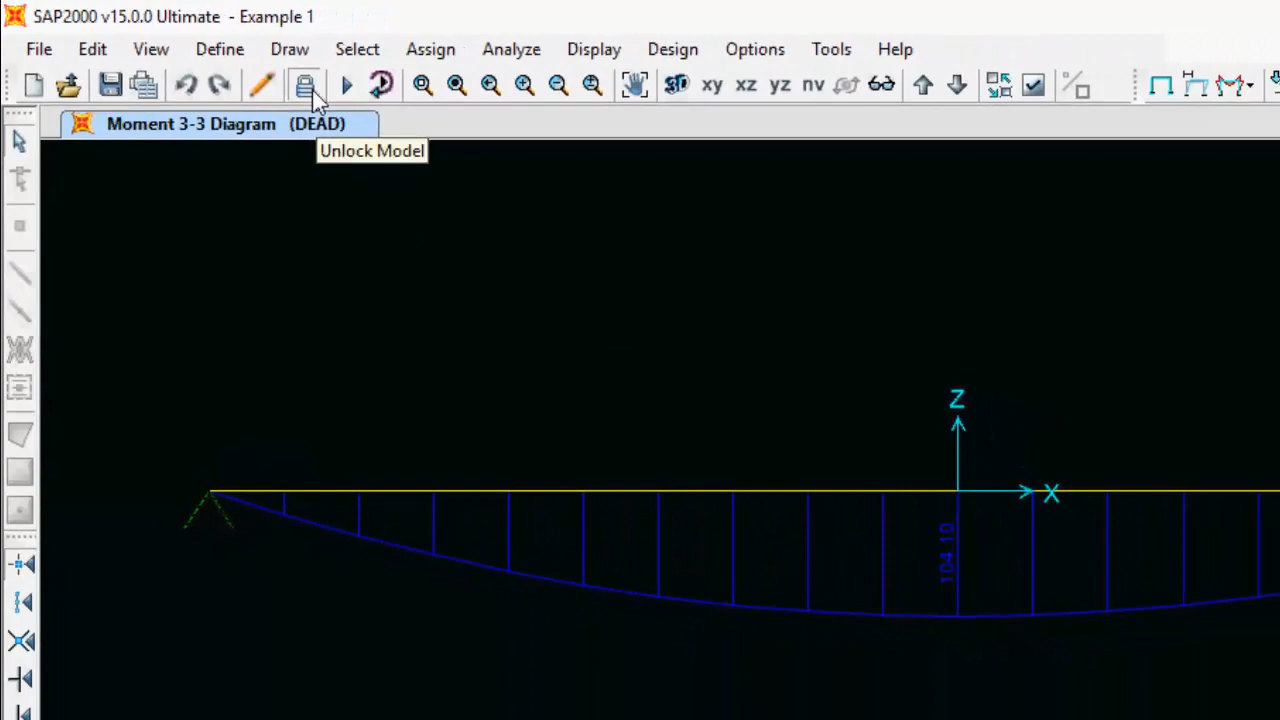 SAP2000 v15.0.0 Ultimate - Example 1
File Edit View Define Draw Select Assign Analyze Display Design Options Tools Help
3D xy xz yz nv
Moment 3-3 Diagram (DEAD)
Unlock Model
Z
X
104.10